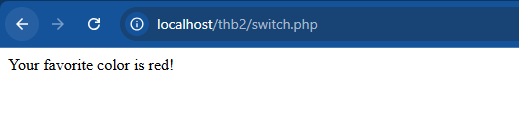 localhost/thb2/switch.php
Your favorite color is red!